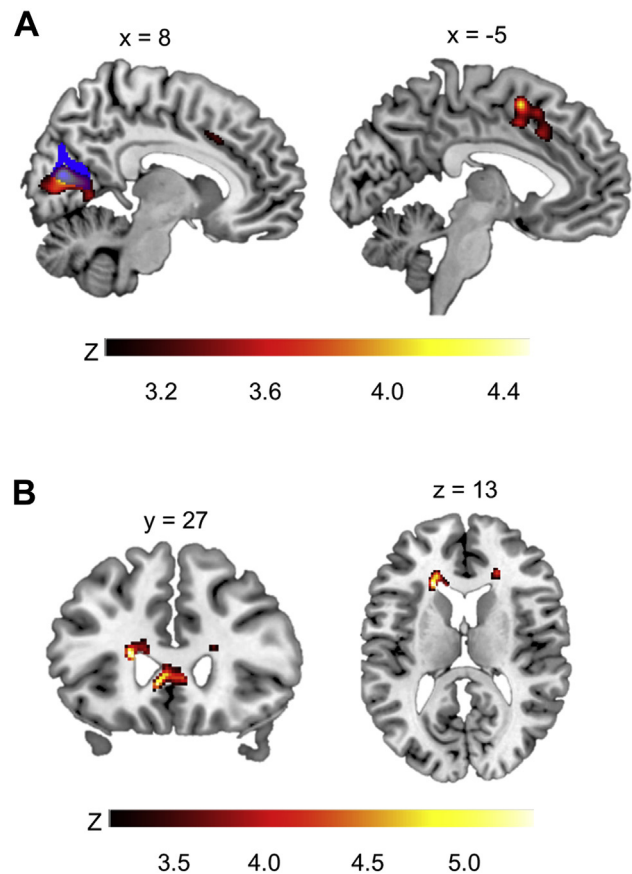 A
x = 8 x = -5
Z
3.2 3.6 4.0 4.4
B
y = 27 z = 13
Z
3.5 4.0 4.5 5.0